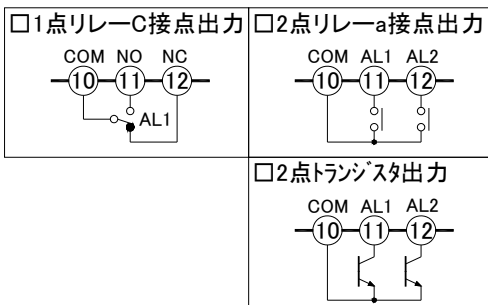 □1点リレーC接点出力
COM NO NC
10 11 12
AL1
□2点リレーa接点出力
COM AL1 AL2
10 11 12
□2点トランジスタ出力
COM AL1 AL2
10 11 12